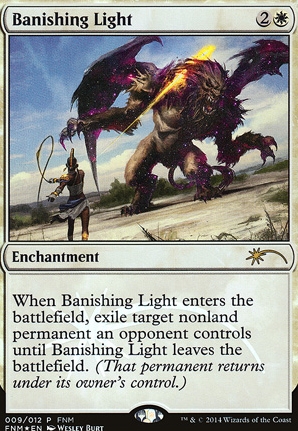 Banishing Light 2
Enchantment
When Banishing Light enters the
battlefield, exile target nonland
permanent an opponent controls
until Banishing Light leaves the
battlefield. (That permanent returns
under its owner's control.)
009/012 P FNM
FNM★EN Wesley Burt
™ & © 2014 Wizards of the Coast